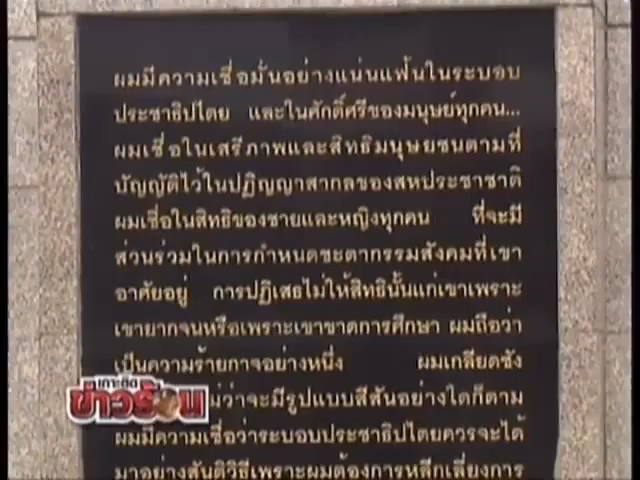 ผมมีความเชื่อมั่นอย่างแน่นแฟ้นในระบอบ
ประชาธิปไตย และในศักดิ์ศรีของมนุษย์ทุกคน...
ผมเชื่อในเสรีภาพและสิทธิมนุษยชนตามที่
บัญญัติไว้ในปฏิญญาสากลของสหประชาชาติ
ผมเชื่อในสิทธิของชายและหญิงทุกคน ที่จะมี
ส่วนร่วมในการกำหนดชะตากรรมสังคมที่เขา
อาศัยอยู่ การปฏิเสธไม่ให้สิทธินั้นแก่เขาเพราะ
เขายากจนหรือเพราะเขาขาดการศึกษา ผมถือว่า
เป็นความร้ายกาจอย่างหนึ่ง ผมเกลียดชัง
ไม่ว่าจะมีรูปแบบสีสันอย่างใดก็ตาม
ผมมีความเชื่อว่าระบอบประชาธิปไตยควรจะได้
มาอย่างสันติวิธีเพราะผมต้องการหลีกเลี่ยงการ
เกาะติด
ข่าวร้อน